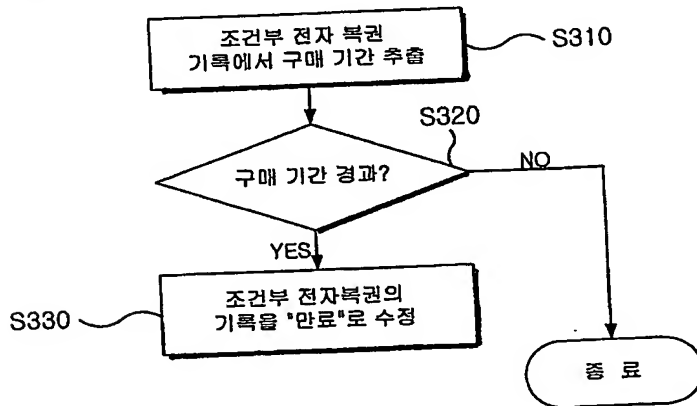 조건부 전자 복권
기록에서 구매 기간 추출
S310
S320
구매 기간 경과?
NO
YES
조건부 전자복권의
기록을 "만료"로 수정
S330
종 료